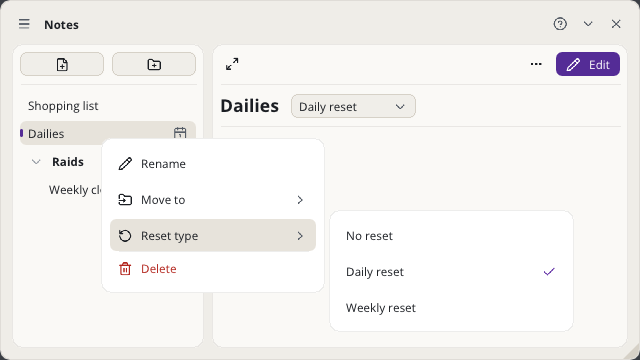 Notes
Edit
Shopping list
Dailies
Raids
Weekly
Dailies
Daily reset
Rename
Move to
Reset type
Delete
No reset
Daily reset
Weekly reset